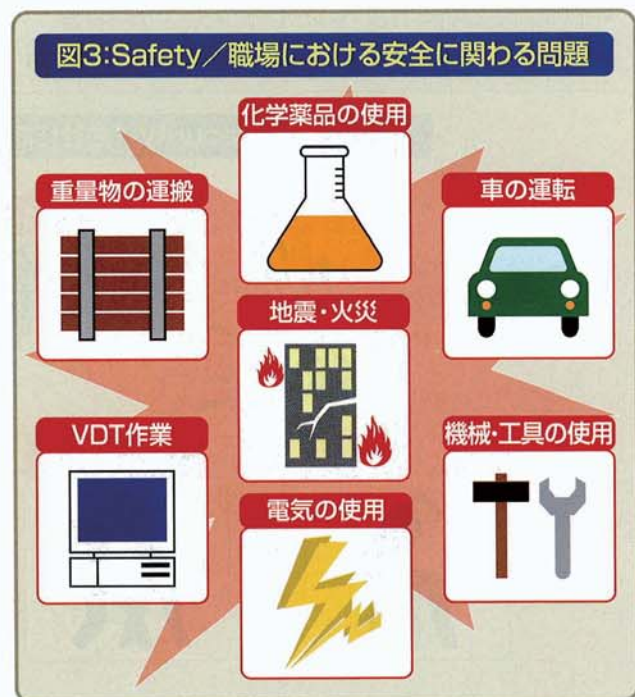 図3:Safety／職場における安全に関わる問題
化学薬品の使用
重量物の運搬
車の運転
地震・火災
VDT作業
機械・工具の使用
電気の使用